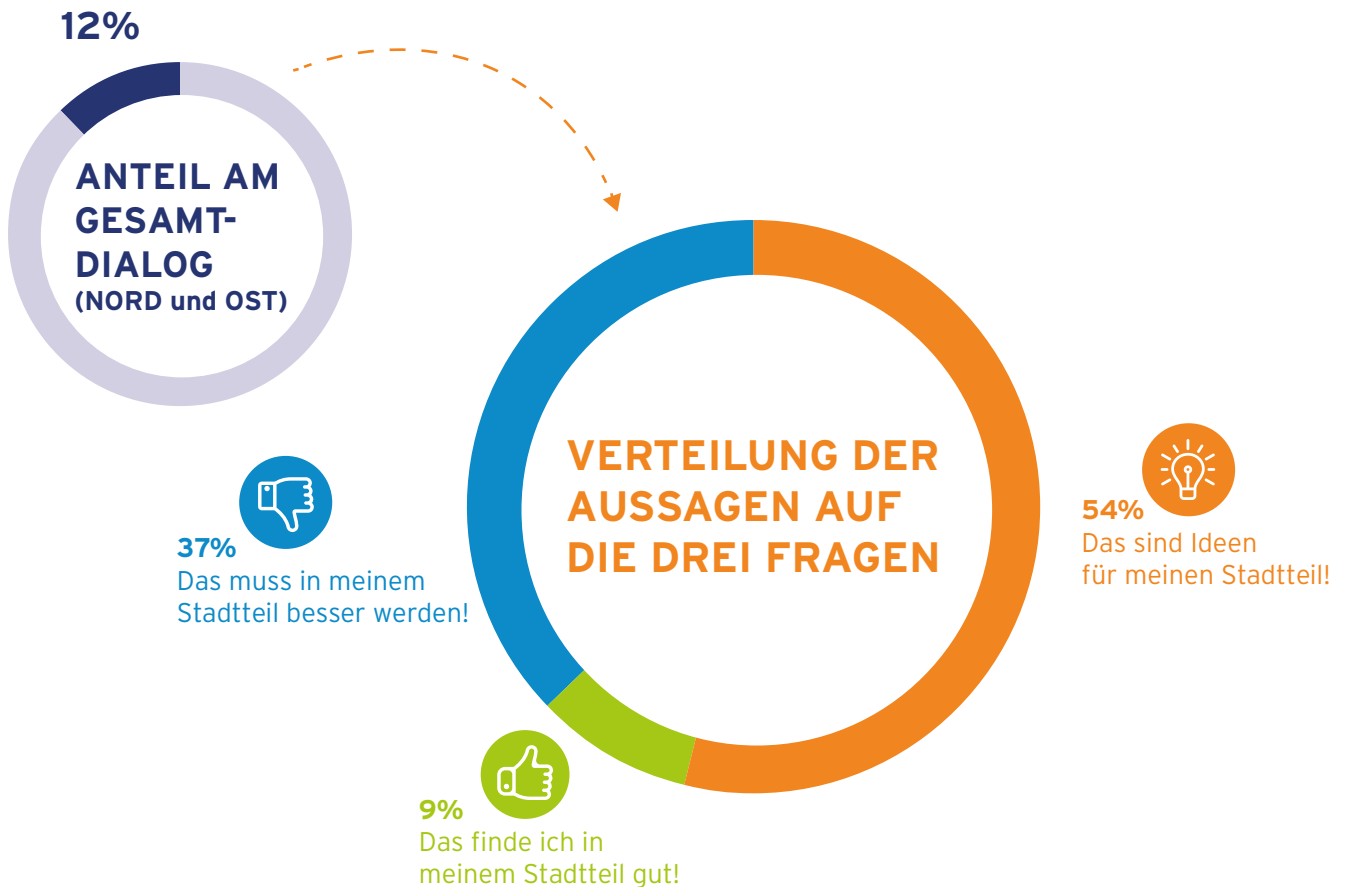 12%
ANTEIL AM
GESAMT-
DIALOG
(NORD und OST)
VERTEILUNG DER
AUSSAGEN AUF
DIE DREI FRAGEN
54%
Das sind Ideen
für meinen Stadtteil!
37%
Das muss in meinem
Stadtteil besser werden!
9%
Das finde ich in
meinem Stadtteil gut!